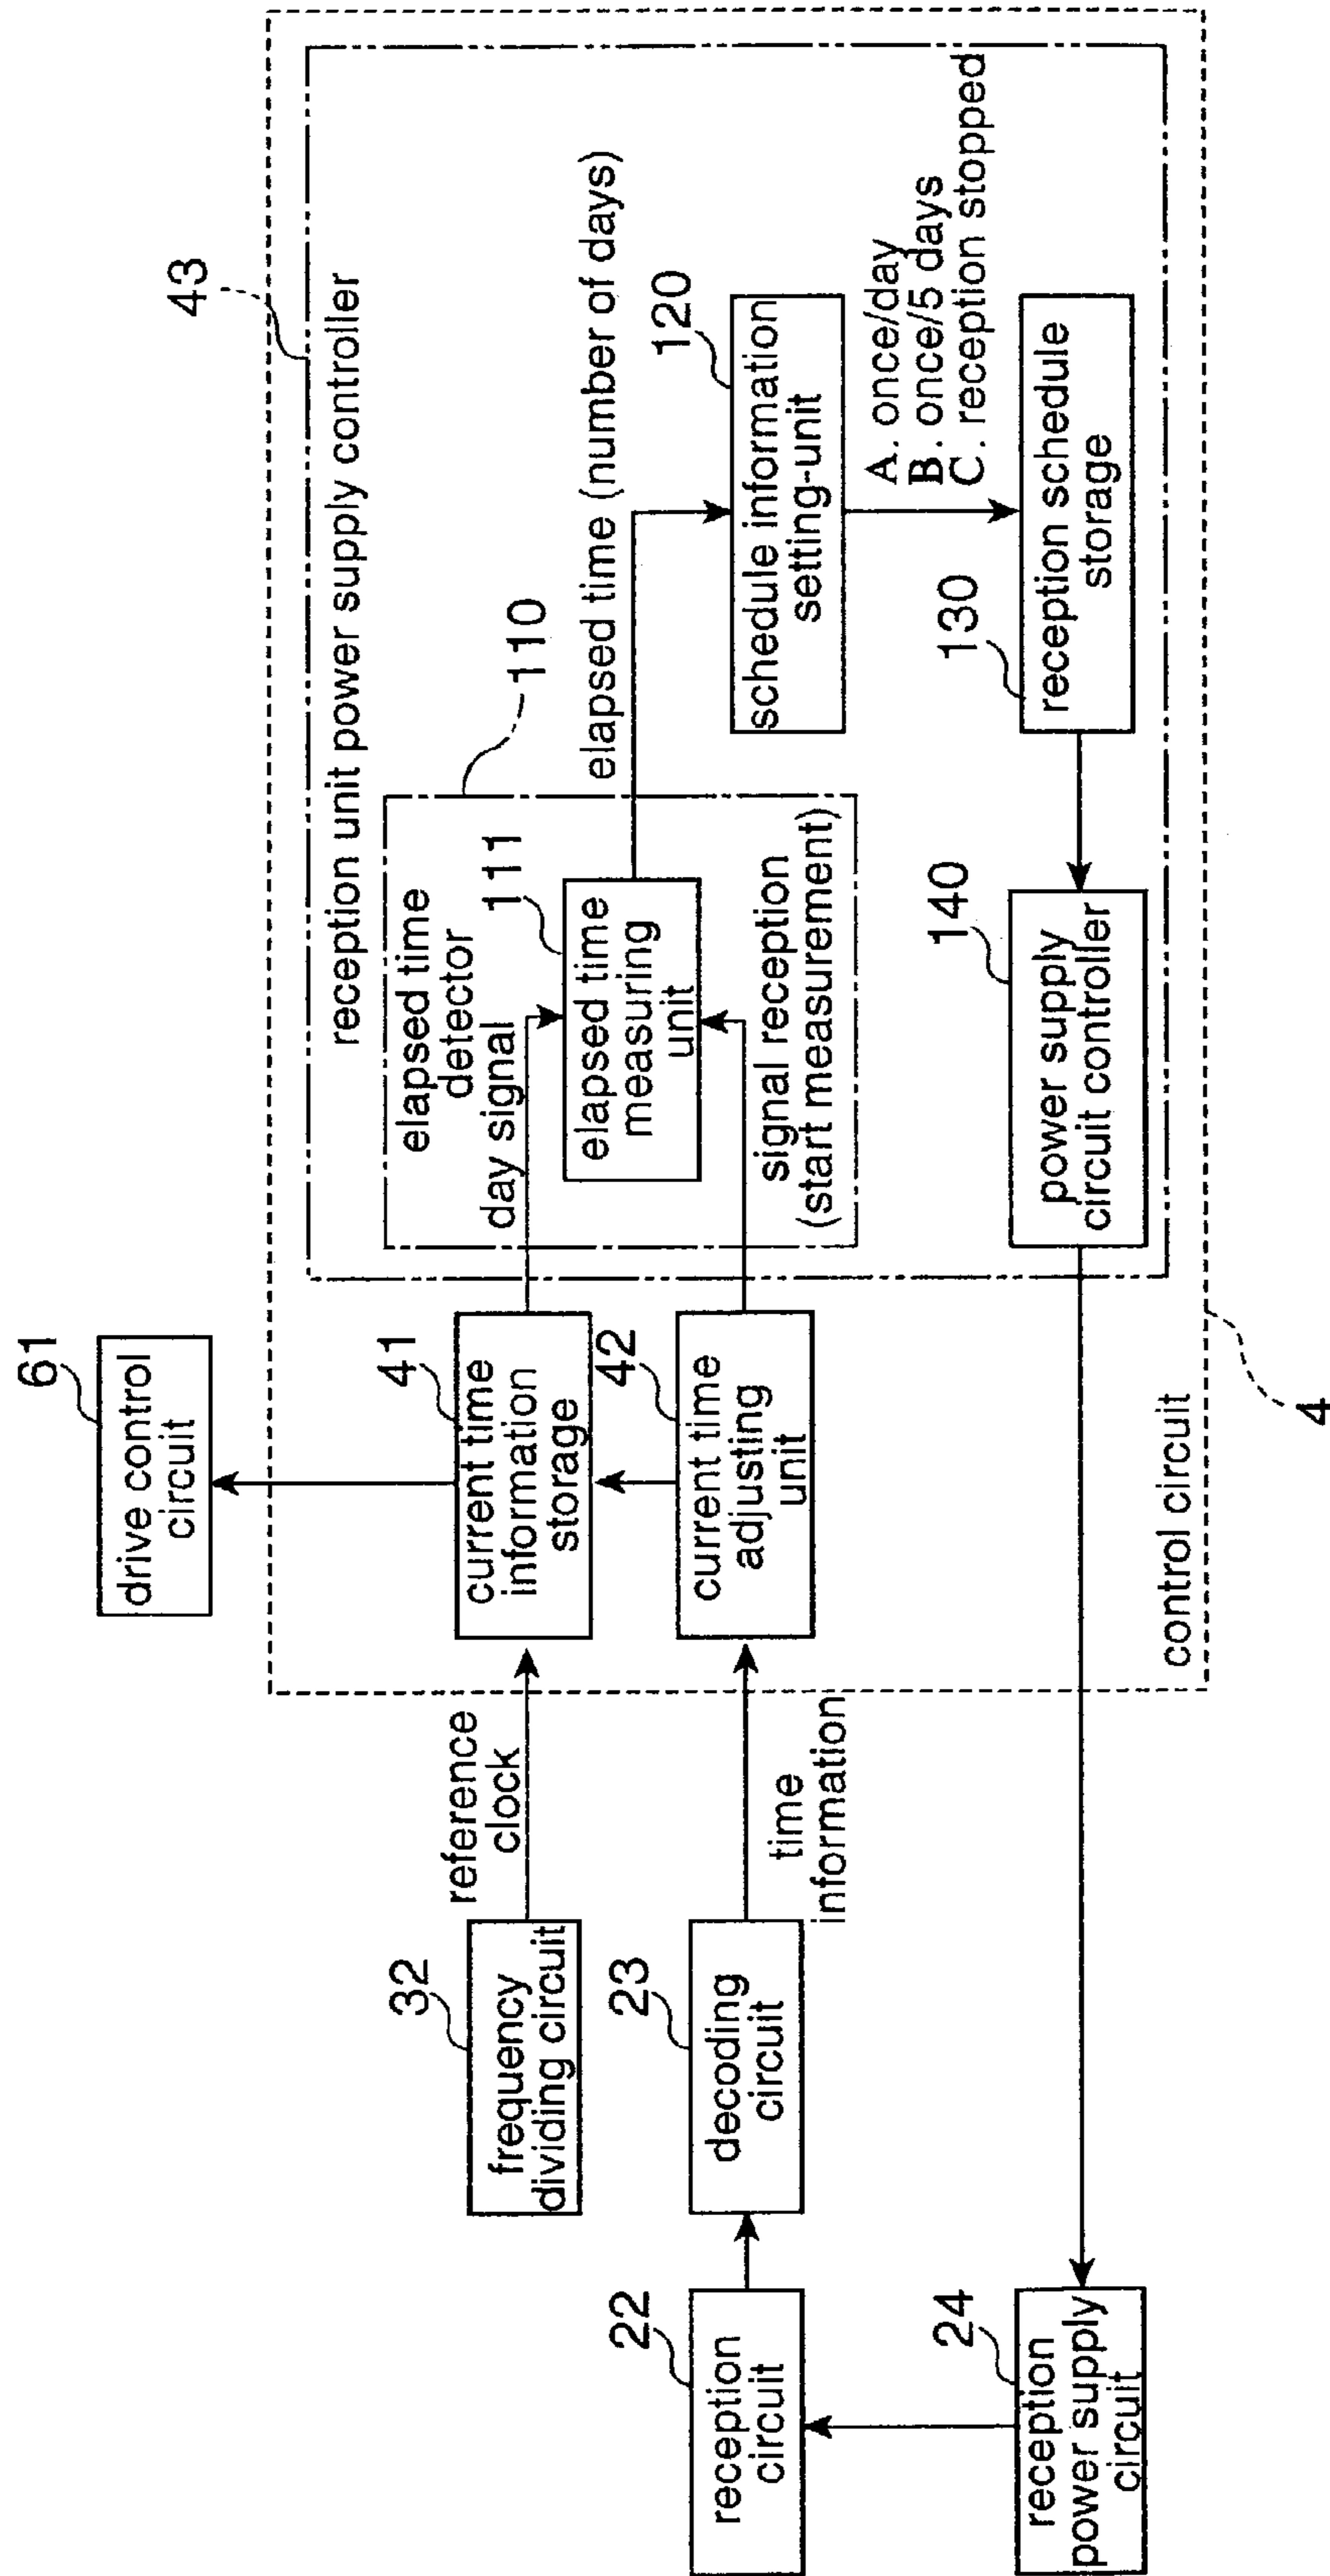 43
reception unit power supply controller
110
elapsed time
detector
day signal
111
elapsed time
measuring
unit
signal reception
(start measurement)
elapsed time (number of days)
120
schedule information
setting-unit
A. once/day
B. once/5 days
C. reception stopped
130
reception schedule
storage
140
power supply
circuit controller
61
drive control
circuit
41
current time
information
storage
42
current time
adjusting
unit
control circuit
4
reference
clock
time
information
32
frequency
dividing circuit
23
decoding
circuit
22
reception
circuit
24
reception
power supply
circuit